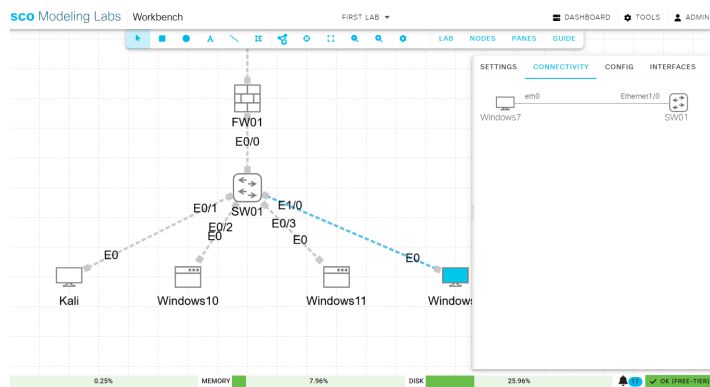 sco Modeling Labs Workbench FIRST LAB DASHBOARD TOOLS ADMIN
A LAB NODES PANES GUIDE
SETTINGS CONNECTIVITY CONFIG INTERFACES
eth0 Ethernet1/0
Windows7 SW01
FW01
E0/0
E0/1 SW01 E1/0
E0/2 E0/3
E0 E0
E0 E0
Kali Windows10 Windows11 Windows
0.25% MEMORY 7.96% DISK 25.96% 17 OK (FREE-TIER)